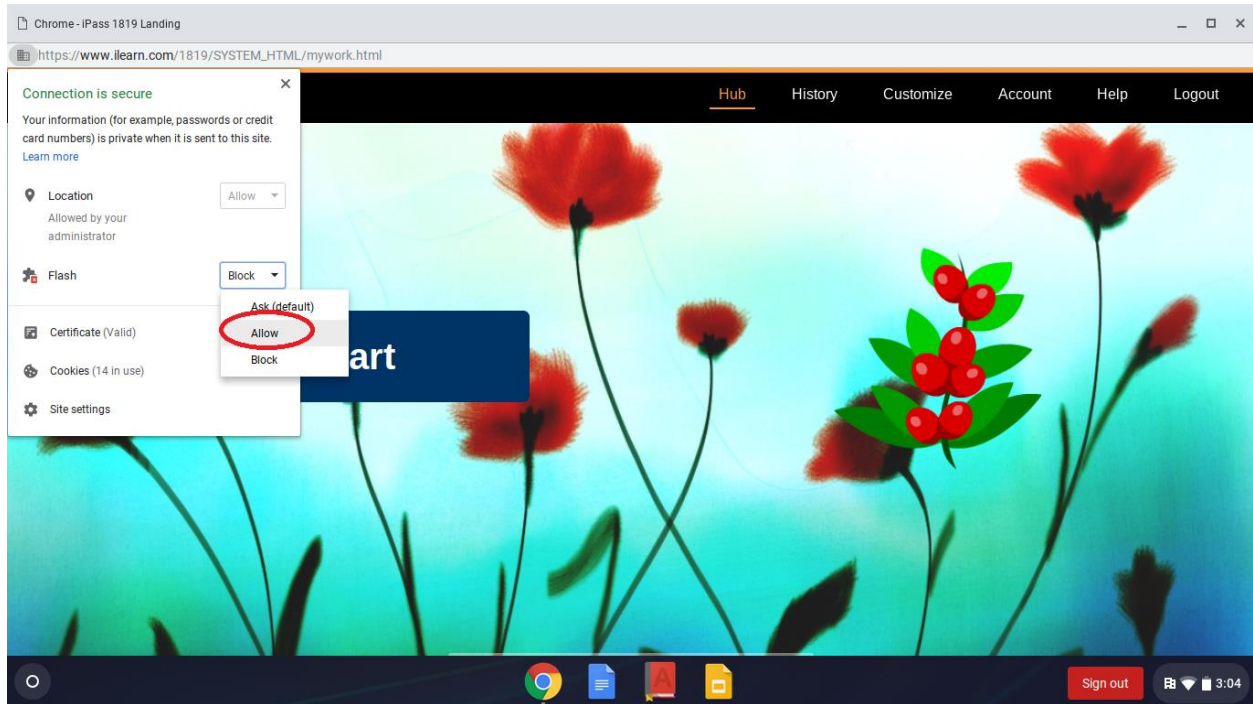 Chrome - iPass 1819 Landing
https://www.ilearn.com/1819/SYSTEM_HTML/mywork.html
Hub History Customize Account Help Logout
Connection is secure
Your information (for example, passwords or credit
card numbers) is private when it is sent to this site.
Learn more
Location Allow
Allowed by your
administrator
Flash Block
Ask (default)
Allow
Block
Certificate (Valid)
Cookies (14 in use)
Site settings
art
A
Sign out 3:04